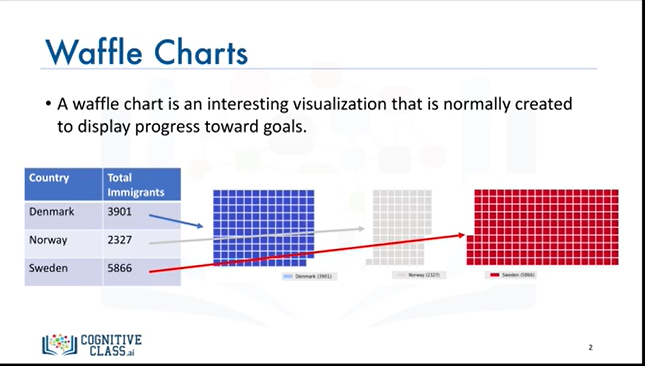 Waffle Charts
• A waffle chart is an interesting visualization that is normally created
to display progress toward goals.
Country Total
Immigrants
Denmark 3901
Norway 2327
Sweden 5866
Denmark (3901)
Norway (2327)
Sweden (5866)
COGNITIVE
CLASS.ai
2